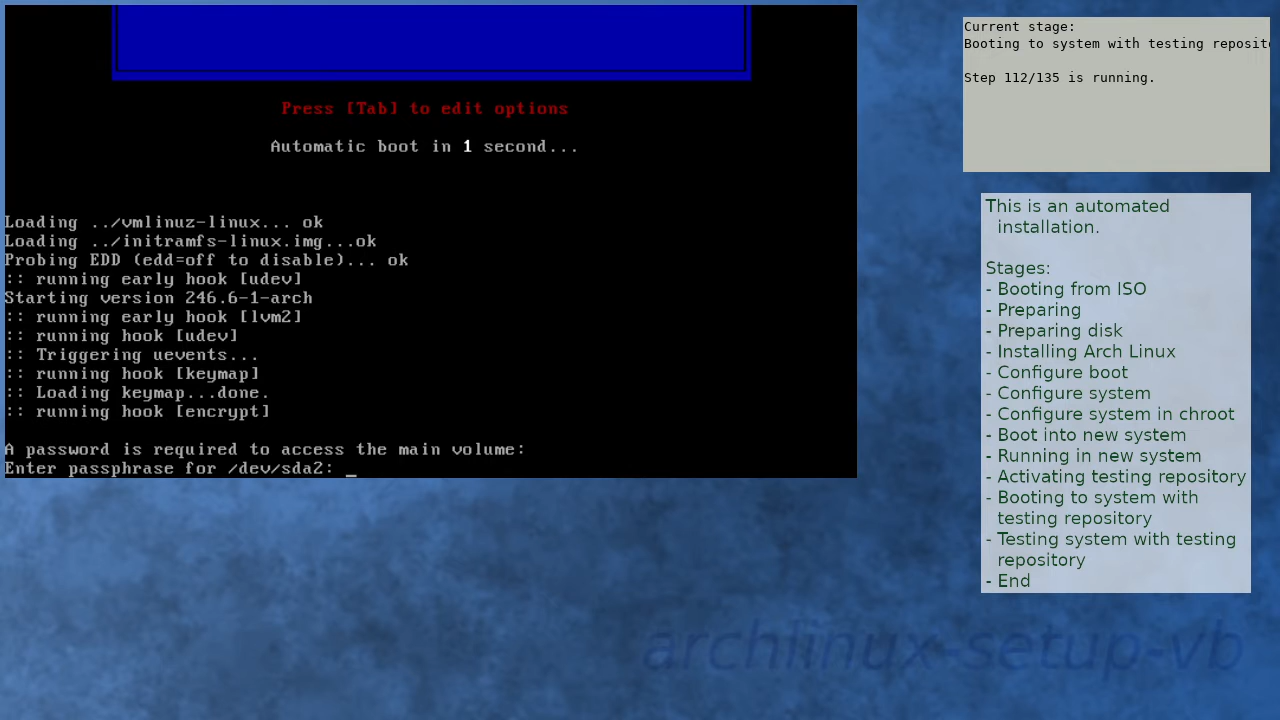 Press [Tab] to edit options
Automatic boot in 1 second...
Loading ../vmlinuz-linux... ok
Loading ../initramfs-linux.img...ok
Probing EDD (edd=off to disable)... ok
:: running early hook [udev]
Starting version 246.6-1-arch
:: running early hook [lvm2]
:: running hook [udev]
:: Triggering uevents...
:: running hook [keymap]
:: Loading keymap...done.
:: running hook [encrypt]
A password is required to access the main volume:
Enter passphrase for /dev/sda2: _
Current stage:
Booting to system with testing
Step 112/135 is running.
This is an automated
installation.
Stages:
- Booting from ISO
- Preparing
- Preparing disk
- Installing Arch Linux
- Configure boot
- Configure system
- Configure system in chroot
- Boot into new system
- Running in new system
- Activating testing repository
- Booting to system with
testing repository
- Testing system with testing
repository
- End
archlinux-setup-vb